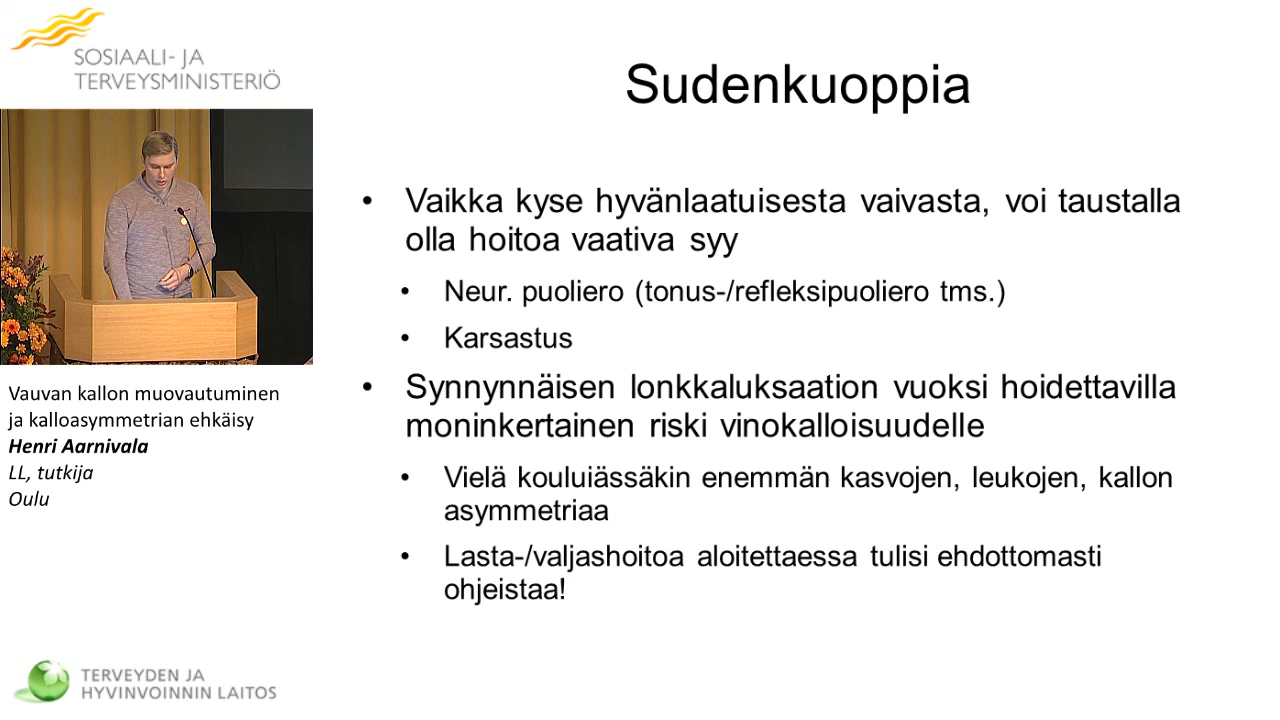 SOSIAALI- JA
TERVEYSMINISTERIÖ
Sudenkuoppia
• Vaikka kyse hyvänlaatuisesta vaivasta, voi taustalla
olla hoitoa vaativa syy
• Neur. puoliero (tonus-/refleksipuoliero tms.)
• Karsastus
• Synnynnäisen lonkkaluksaation vuoksi hoidettavilla
moninkertainen riski vinokalloisuudelle
• Vielä kouluiässäkin enemmän kasvojen, leukojen, kallon
asymmetriaa
• Lasta-/valjashoitoa aloitettaessa tulisi ehdottomasti
ohjeistaa!
Vauvan kallon muovautuminen
ja kalloasymmetrian ehkäisy
Henri Aarnivala
LL, tutkija
Oulu
TERVEYDEN JA
HYVINVOINNIN LAITOS